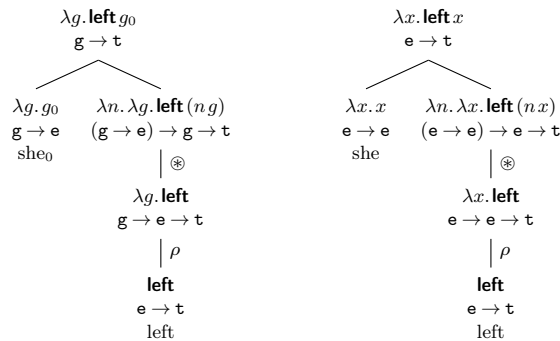 λg. left g₀
g → t
λg. g₀
g → e
she₀
λn. λg. left (n g)
(g → e) → g → t
⊛
λg. left
g → e → t
ρ
left
e → t
left
λx. left x
e → t
λx. x
e → e
she
λn. λx. left (n x)
(e → e) → e → t
⊛
λx. left
e → e → t
ρ
left
e → t
left